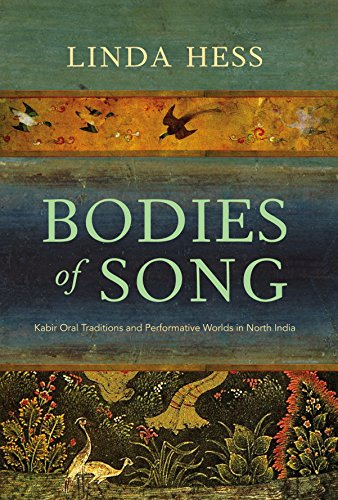 LINDA HESS
BODIES
of SONG
Kabir Oral Traditions and Performative Worlds in North India